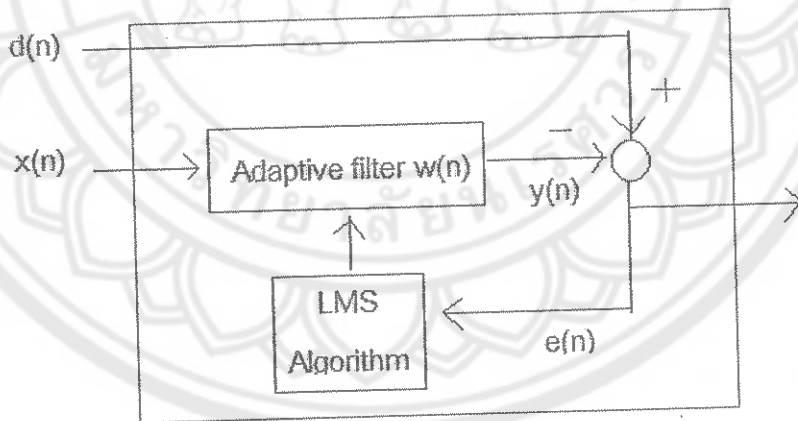 d(n)
+
x(n)
Adaptive filter w(n)
−
y(n)
LMS
Algorithm
e(n)